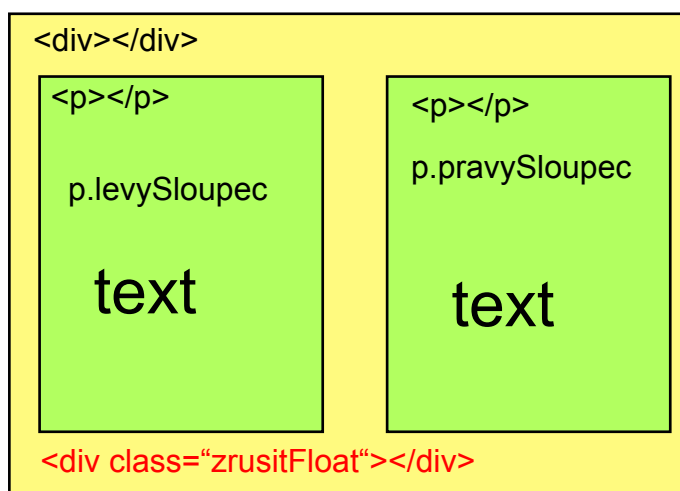 <div></div>
<p></p>
p.levySloupec
text
<p></p>
p.pravySloupec
text
<div class=“zrusitFloat“></div>